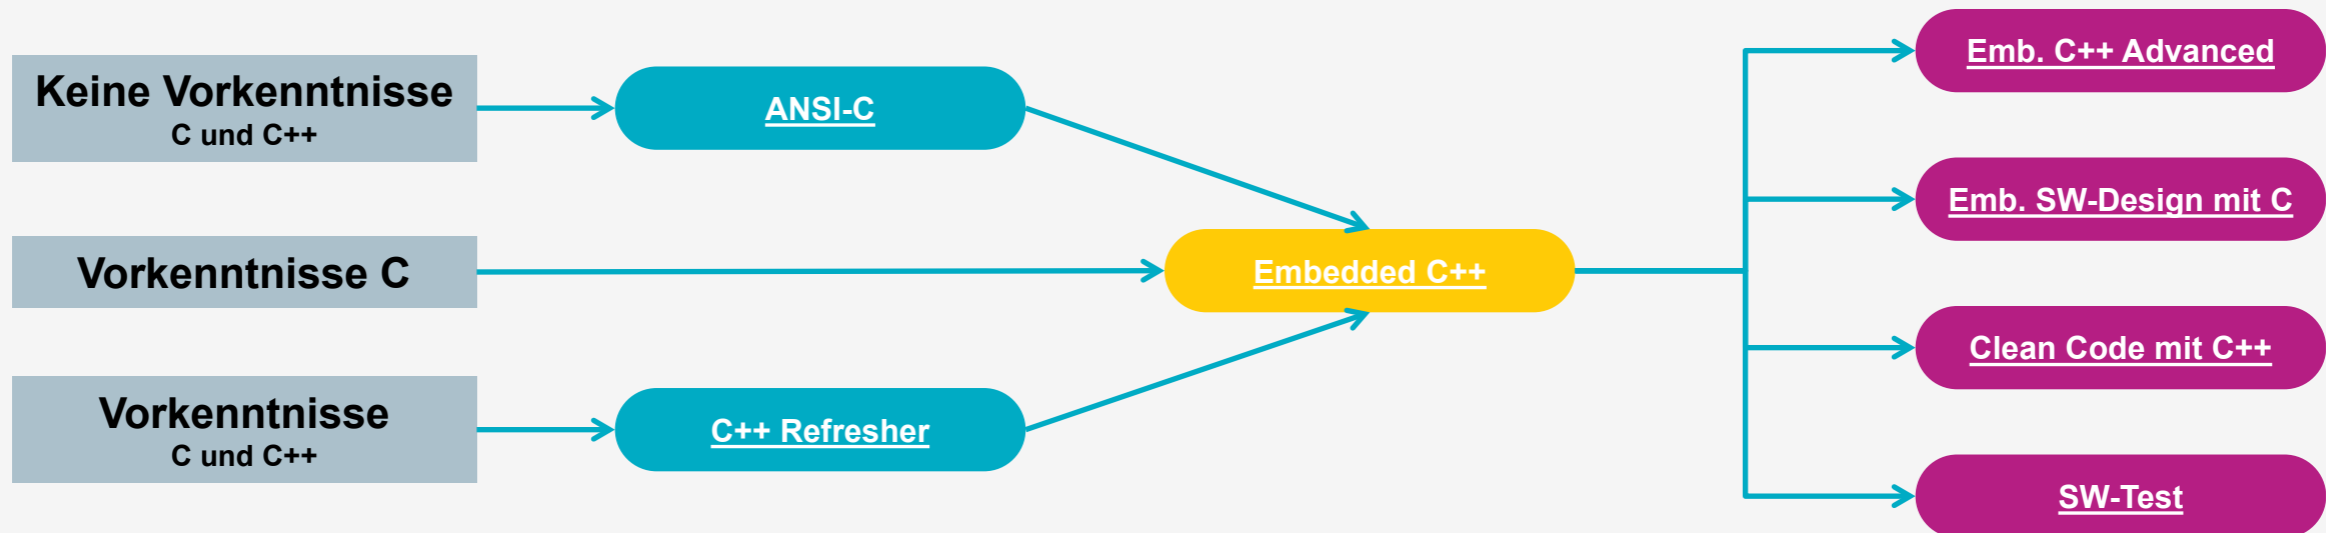 Keine Vorkenntnisse
C und C++
ANSI-C
Vorkenntnisse C
Vorkenntnisse
C und C++
C++ Refresher
Embedded C++
Emb. C++ Advanced
Emb. SW-Design mit C
Clean Code mit C++
SW-Test